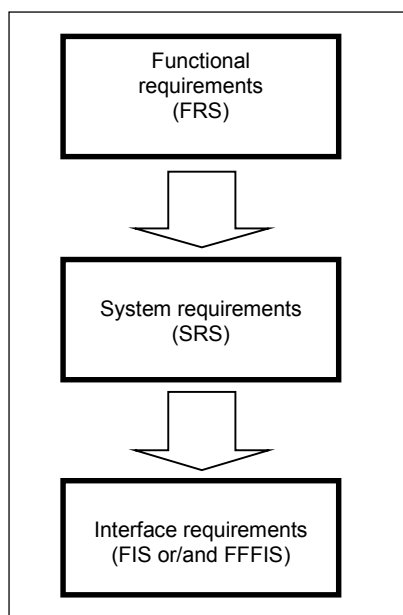 Functional
requirements
(FRS)
System requirements
(SRS)
Interface requirements
(FIS or/and FFFIS)